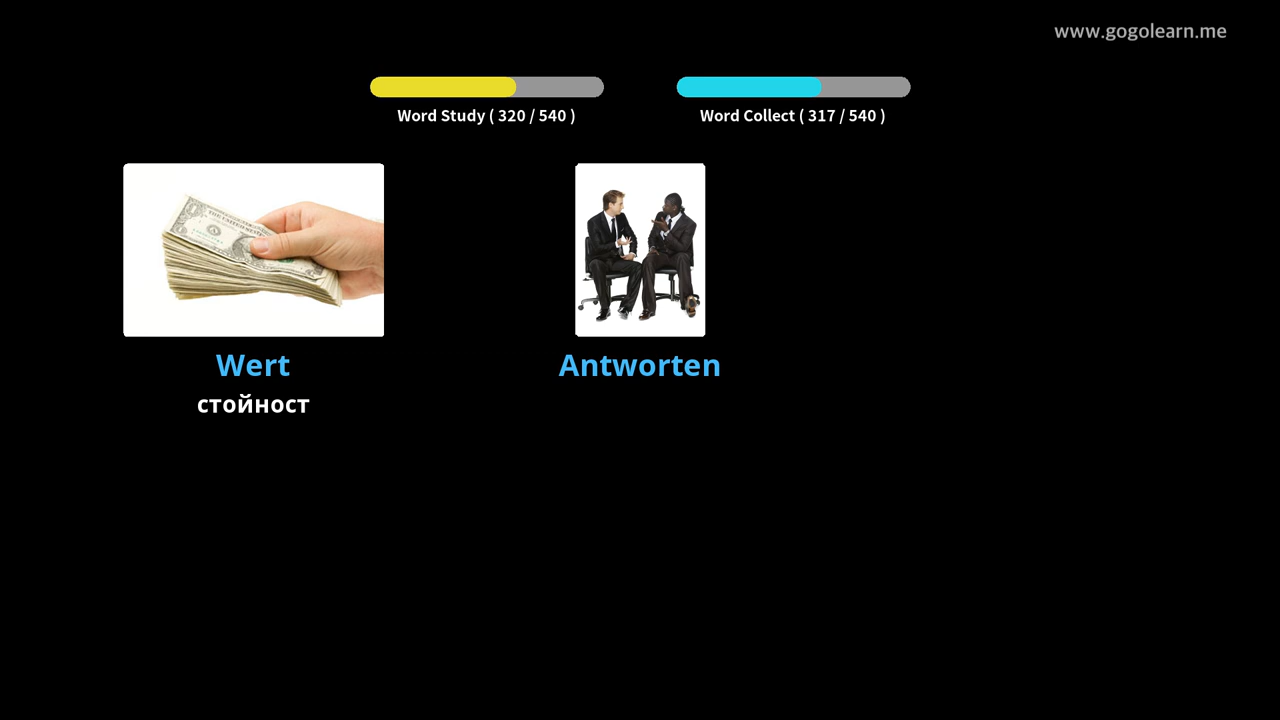 www.gogolearn.me
Word Study ( 320 / 540 )
Word Collect ( 317 / 540 )
Wert
стойност
Antworten